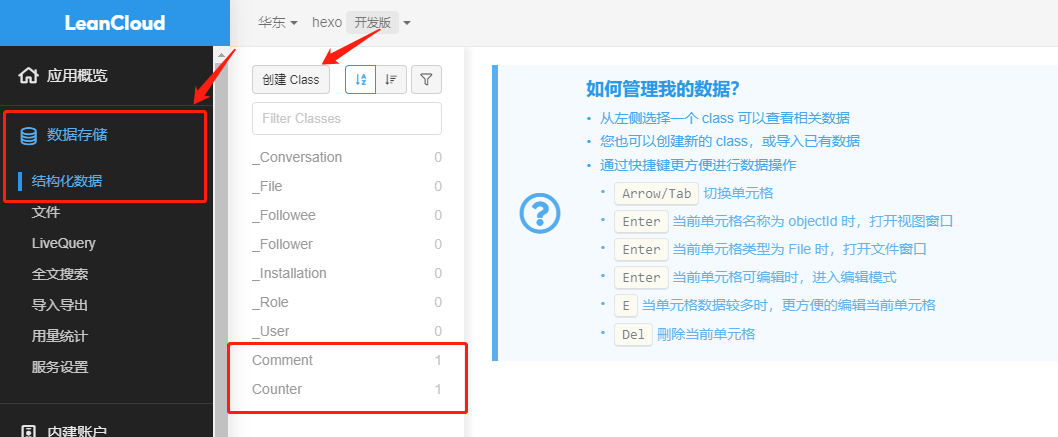 LeanCloud
华东
hexo
开发版
应用概览
数据存储
结构化数据
文件
LiveQuery
全文搜索
导入导出
用量统计
服务设置
内建账户
创建 Class
Filter Classes
_Conversation 0
_File 0
_Followee 0
_Follower 0
_Installation 0
_Role 0
_User 0
Comment 1
Counter 1
如何管理我的数据？
• 从左侧选择一个 class 可以查看相关数据
• 您也可以创建新的 class，或导入已有数据
• 通过快捷键更方便进行数据操作
• Arrow/Tab 切换单元格
• Enter 当前单元格名称为 objectId 时，打开视图窗口
• Enter 当前单元格类型为 File 时，打开文件窗口
• Enter 当前单元格可编辑时，进入编辑模式
• E 当单元格数据较多时，更方便的编辑当前单元格
• Del 刪除当前单元格